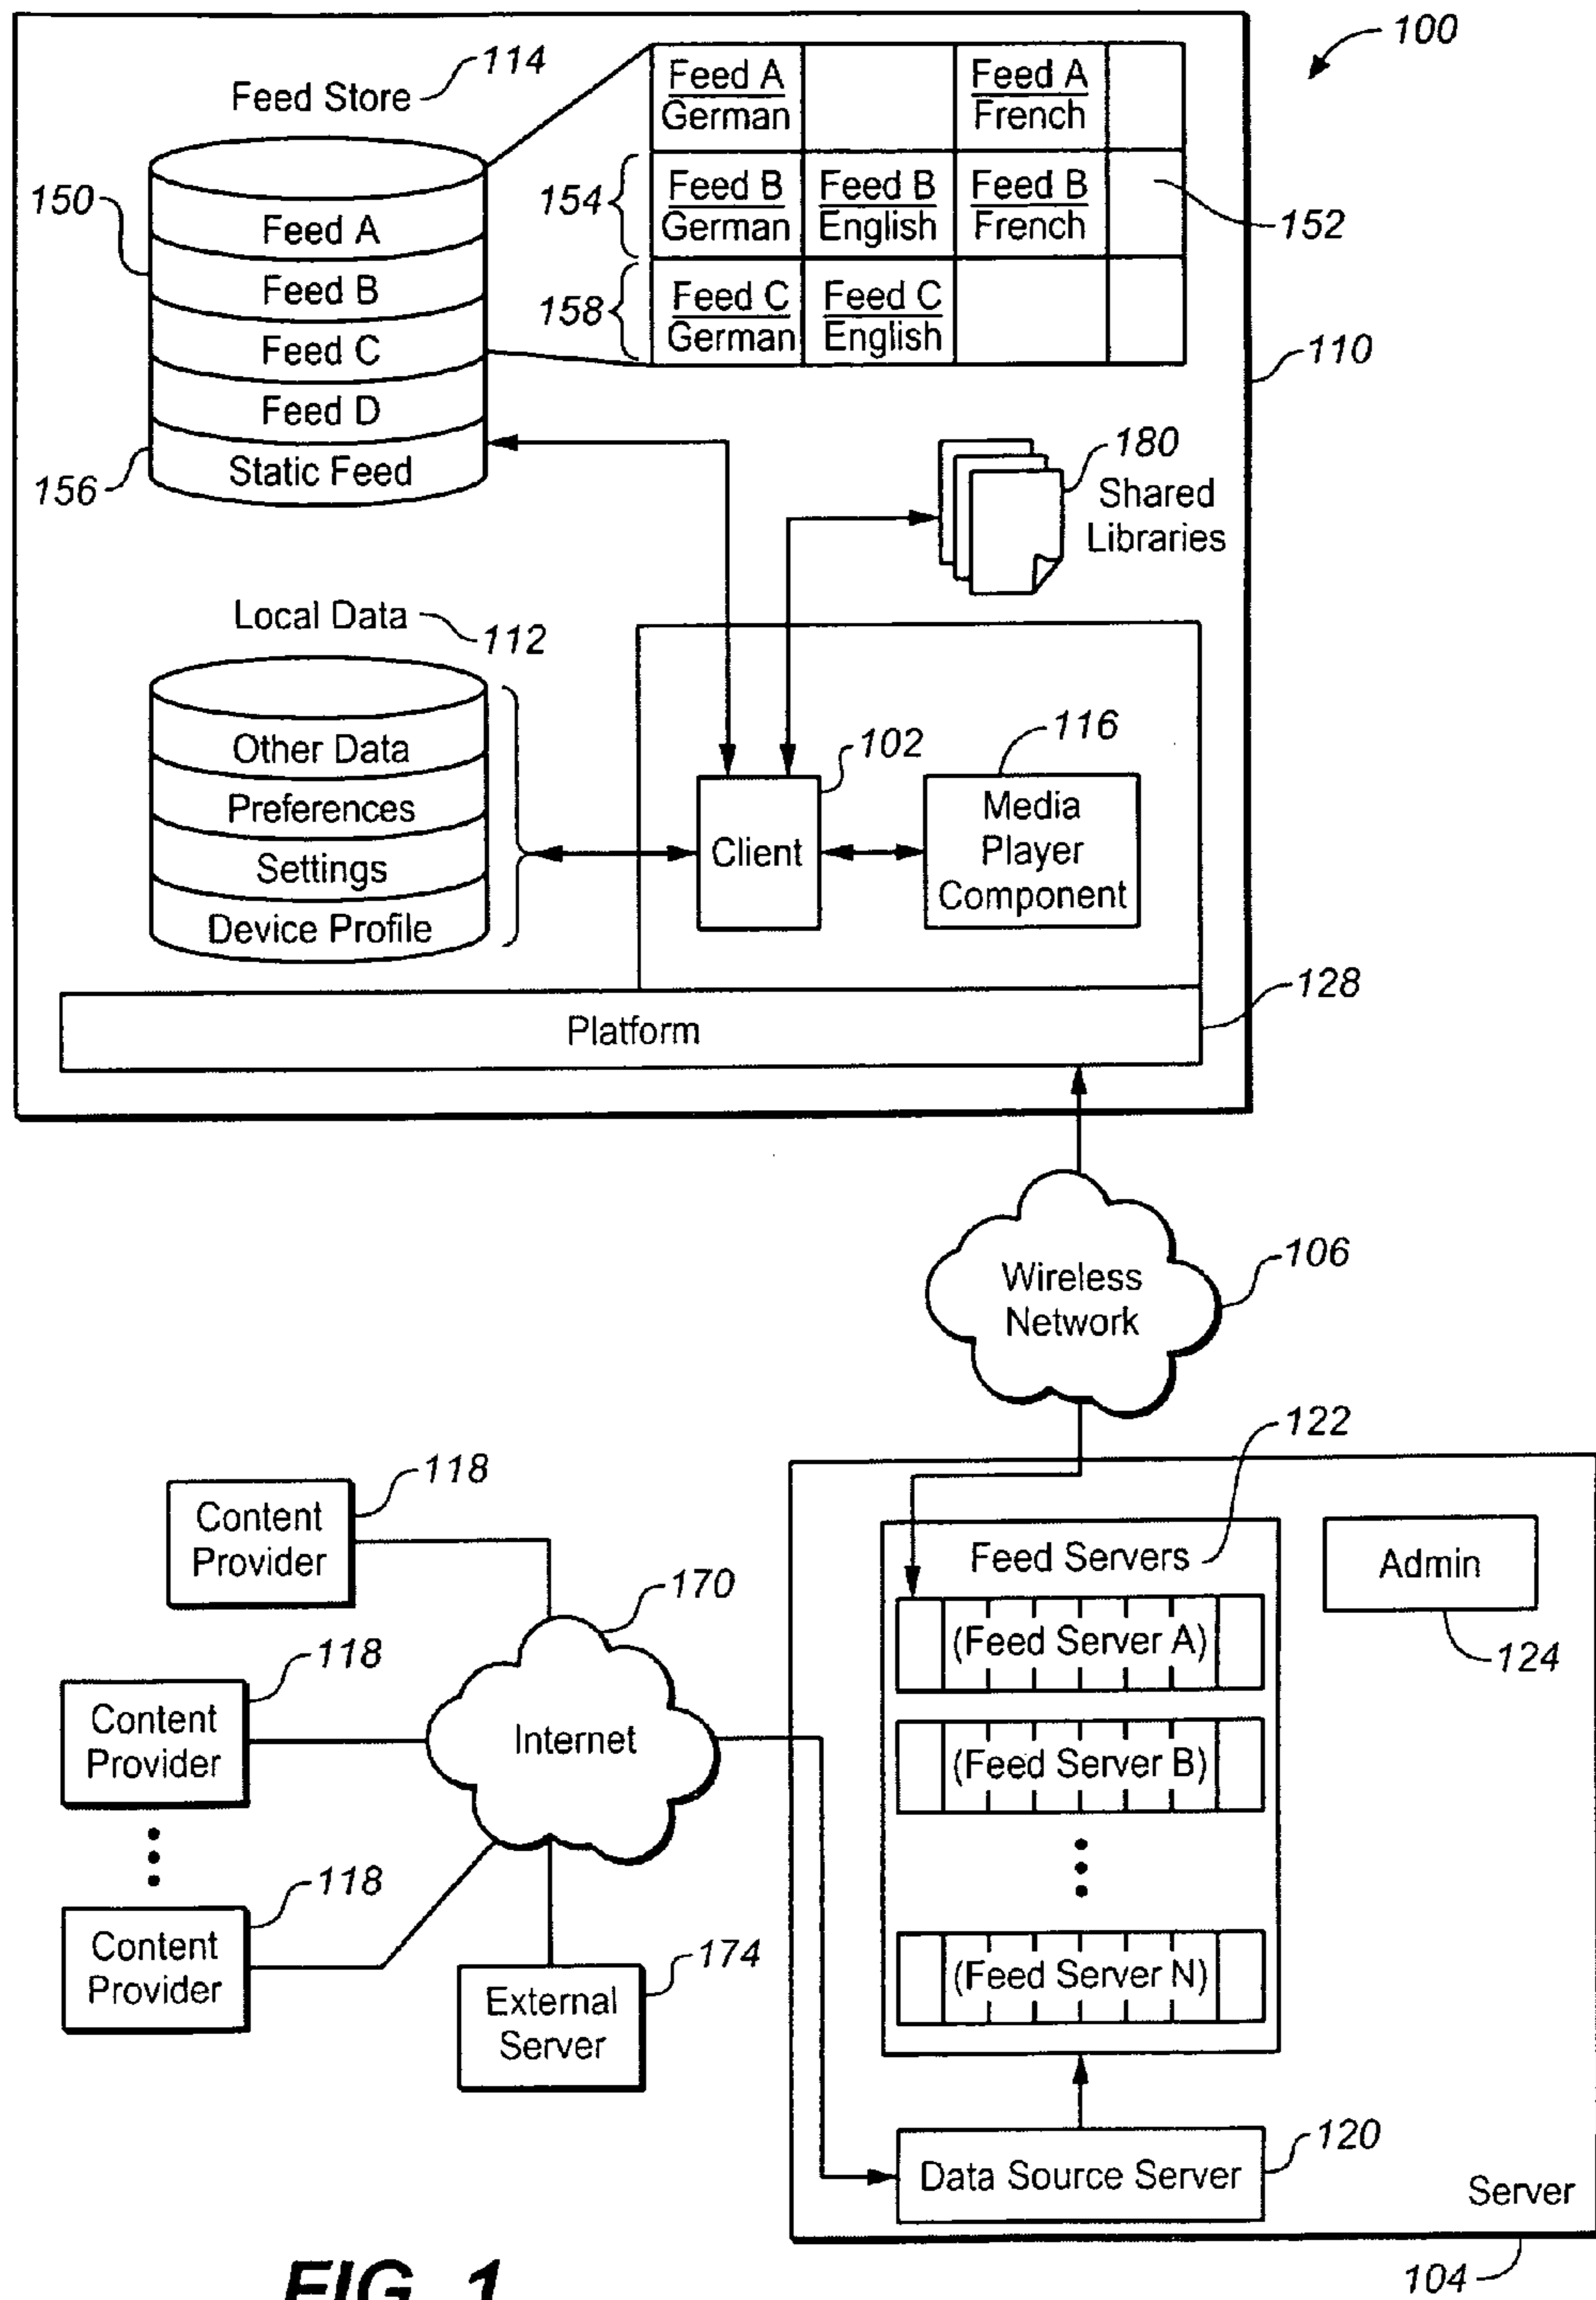 100
Feed Store
114
Feed A
German
Feed A
French
150
154
Feed B
German
Feed B
English
Feed B
French
152
158
Feed C
German
Feed C
English
Feed A
Feed B
Feed C
Feed D
Static Feed
156
110
180
Shared
Libraries
Local Data
112
Other Data
Preferences
Settings
Device Profile
102
Client
116
Media
Player
Component
128
Platform
Wireless
Network
106
122
Content
Provider
118
Feed Servers
Admin
124
170
(Feed Server A)
Content
Provider
118
Internet
(Feed Server B)
Content
Provider
118
External
Server
174
(Feed Server N)
Data Source Server
120
Server
104
FIG. 1